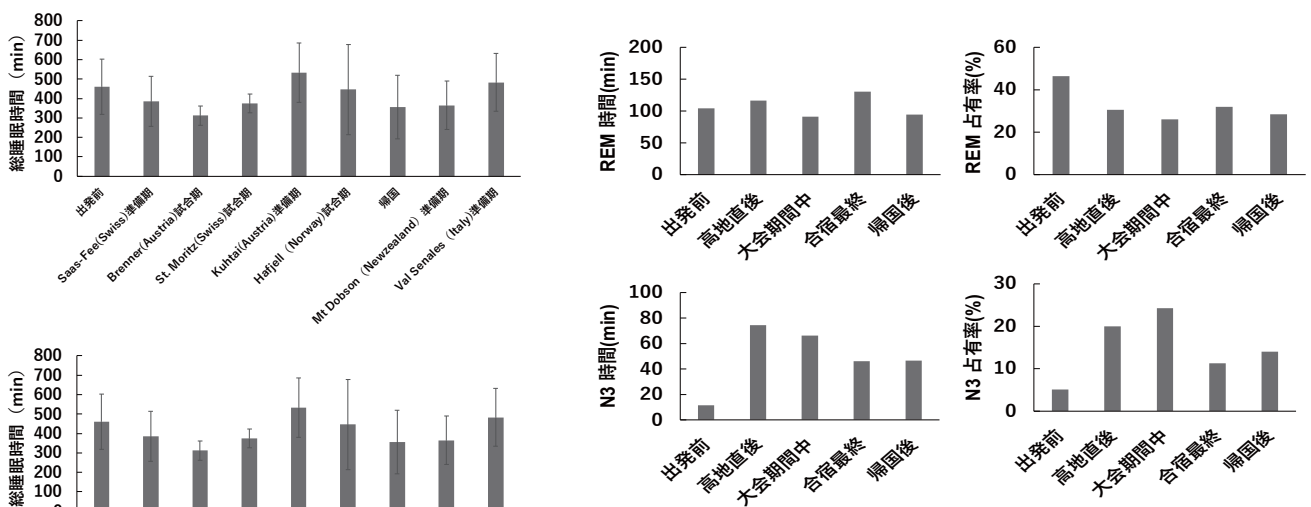 総睡眠時間（min）
800
700
600
500
400
300
200
100
0
出発前
Saas-Fee(Swiss)準備期
Brenner(Austria)試合期
St. Moritz(Swiss)試合期
Kuhtai(Austria)準備期
Hafjell（Norway)試合期
帰国
Mt Dobson（Newzealand）準備期
Val Senales（Italy)準備期
総睡眠時間（min）
800
700
600
500
400
300
200
100
REM 時間(min)
200
150
100
50
0
出発前
高地直後
大会期間中
合宿最終
帰国後
REM 占有率(%)
60
40
20
0
出発前
高地直後
大会期間中
合宿最終
帰国後
N3 時間(min)
100
80
60
40
20
0
出発前
高地直後
大会期間中
合宿最終
帰国後
N3 占有率(%)
30
20
10
0
出発前
高地直後
大会期間中
合宿最終
帰国後